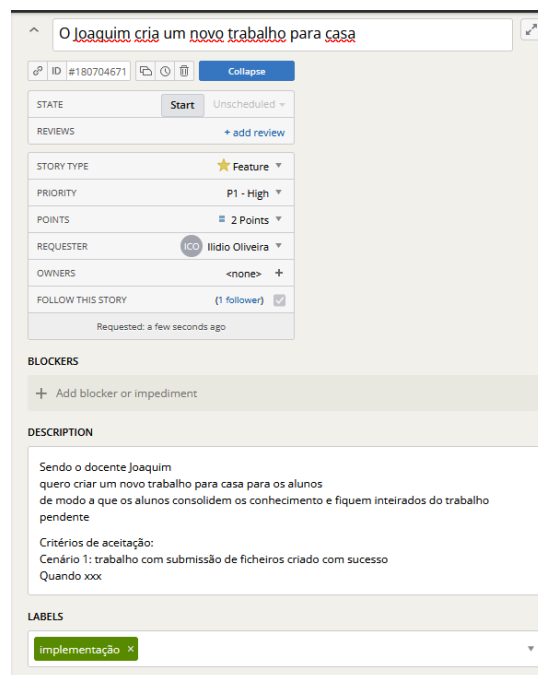 O Joaquim cria um novo trabalho para casa
ID #180704671 Collapse
STATE Start Unscheduled
REVIEWS + add review
STORY TYPE Feature
PRIORITY P1 - High
POINTS 2 Points
REQUESTER ICO Ilidio Oliveira
OWNERS <none> +
FOLLOW THIS STORY (1 follower)
Requested: a few seconds ago
BLOCKERS
+ Add blocker or impediment
DESCRIPTION
Sendo o docente Joaquim
quero criar um novo trabalho para casa para os alunos
de modo a que os alunos consolidem os conhecimento e fiquem inteirados do trabalho
pendente
Critérios de aceitação:
Cenário 1: trabalho com submissão de ficheiros criado com sucesso
Quando xxx
LABELS
implementação ×